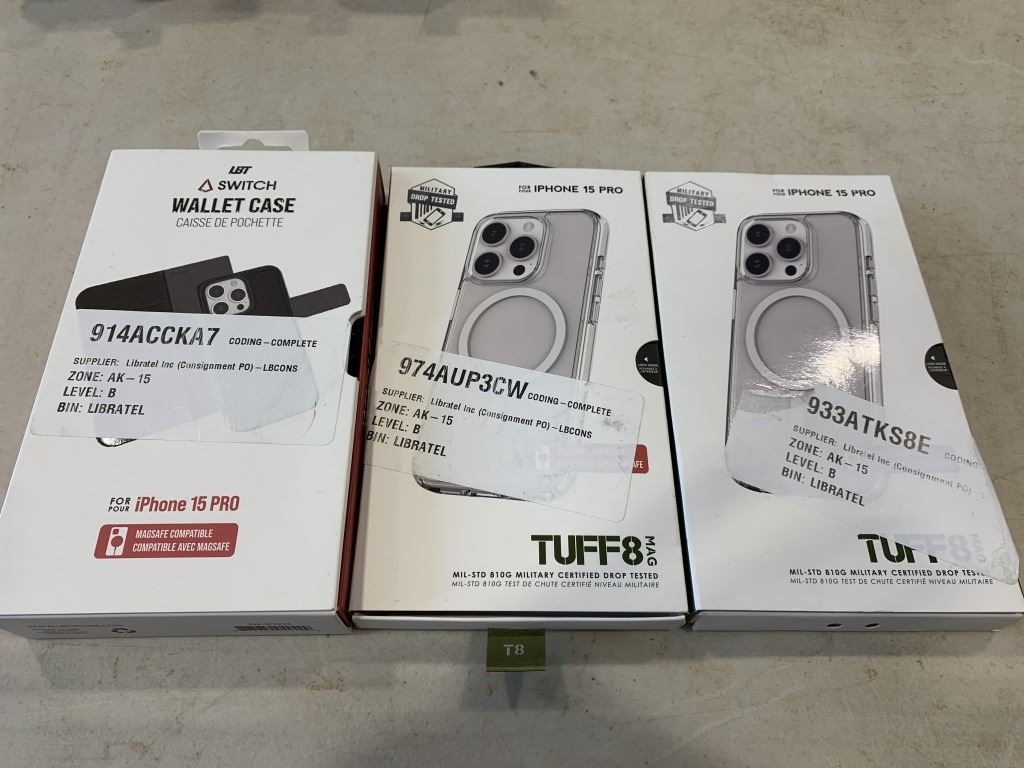 LBT
SWITCH
WALLET CASE
CAISSE DE POCHETTE
914ACCKA7 CODING-COMPLETE
SUPPLIER: Libratel Inc (Consignment PO)-LBCONS
ZONE: AK-15
LEVEL: B
BIN: LIBRATEL
FOR
POUR
iPhone 15 PRO
MAGSAFE COMPATIBLE
COMPATIBLE AVEC MAGSAFE
MILITARY
DROP TESTED
FOR
POUR
IPHONE 15 PRO
974AUP3CW CODING-COMPLETE
SUPPLIER: Libratel Inc (Consignment PO)-LBCONS
ZONE: AK-15
LEVEL: B
BIN: LIBRATEL
TUFF8
MAG
MIL-STD 810G MILITARY CERTIFIED DROP TESTED
MIL-STD 810G TEST DE CHUTE CERTIFIÉ NIVEAU MILITAIRE
T8
MILITARY
DROP TESTED
FOR
POUR
IPHONE 15 PRO
933ATKS8E CODING
SUPPLIER: Libratel Inc (Consignment PO)-L
ZONE: AK-15
LEVEL: B
BIN: LIBRATEL
TUFF8
MAG
MIL-STD 810G MILITARY CERTIFIED DROP
MIL-STD 810G TEST DE CHUTE CERTIFIÉ NIVEAU MILITAIRE